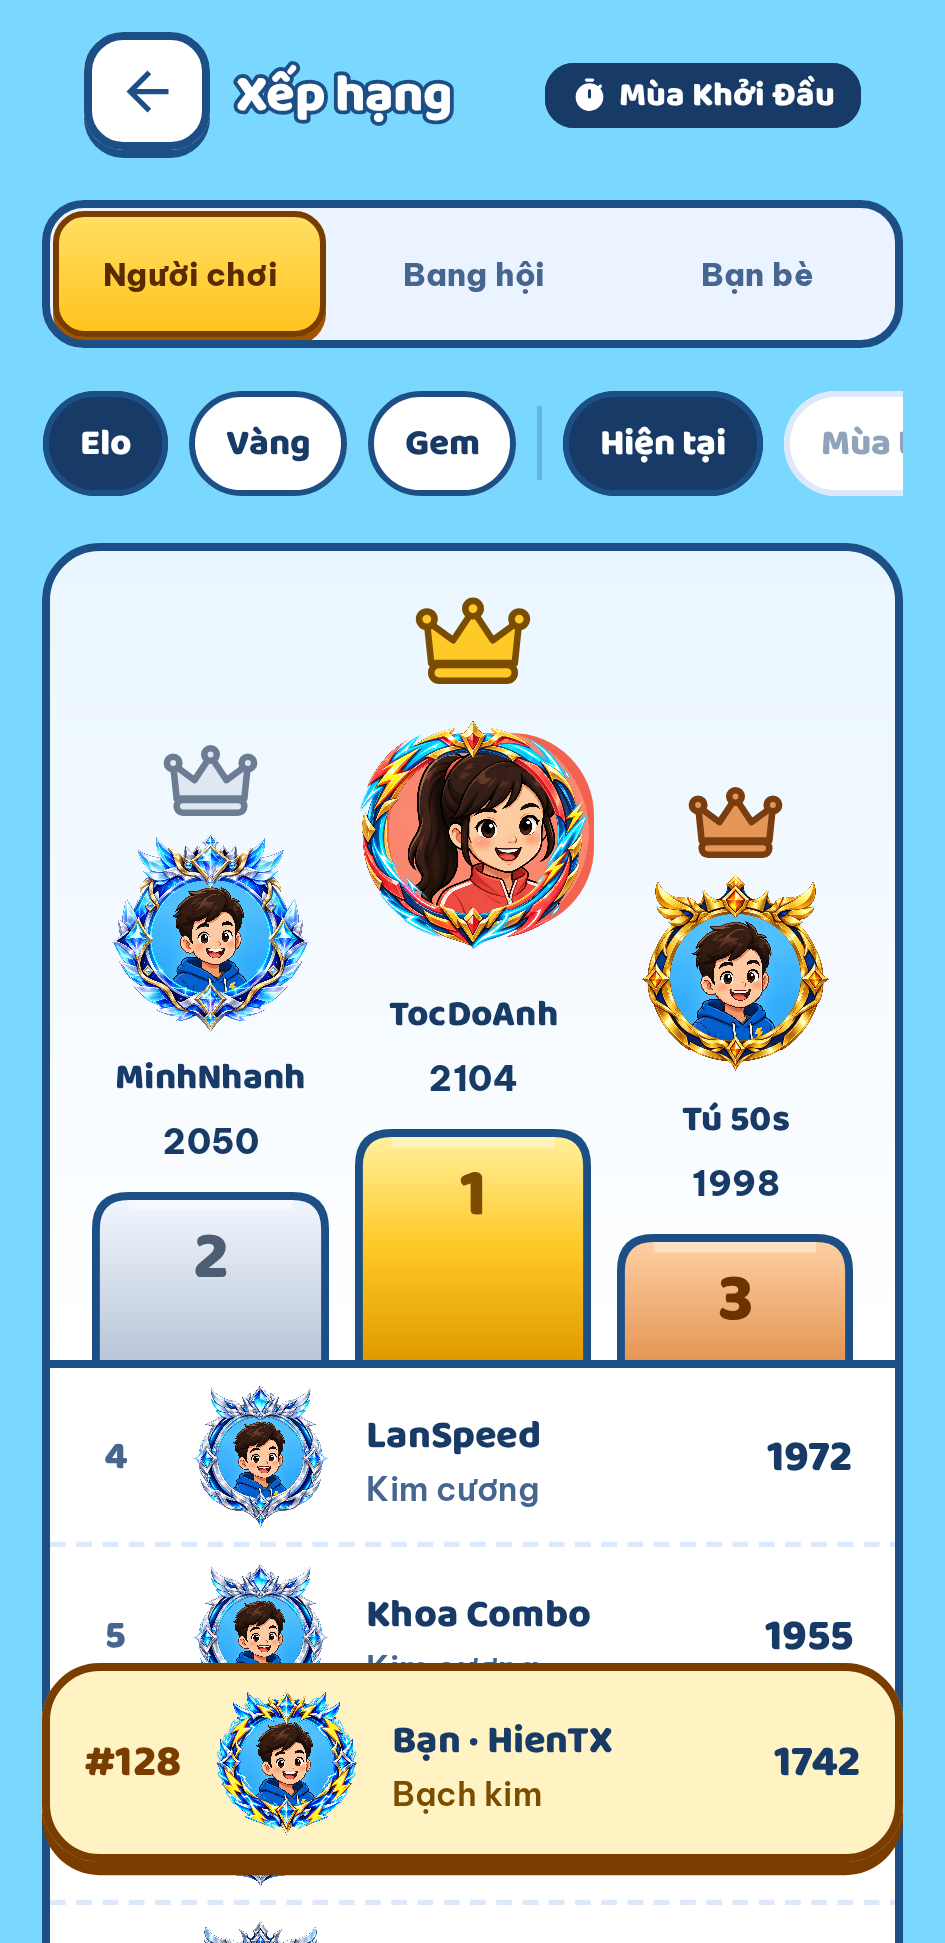 Xếp hạng
Mùa Khởi Đầu
Người chơi
Bang hội
Bạn bè
Elo
Vàng
Gem
Hiện tại
Mùa
TocDoAnh
2104
MinhNhanh
2050
Tú 50s
1998
1
2
3
4
LanSpeed
Kim cương
1972
5
Khoa Combo
Kim cương
1955
#128
Bạn · HienTX
Bạch kim
1742